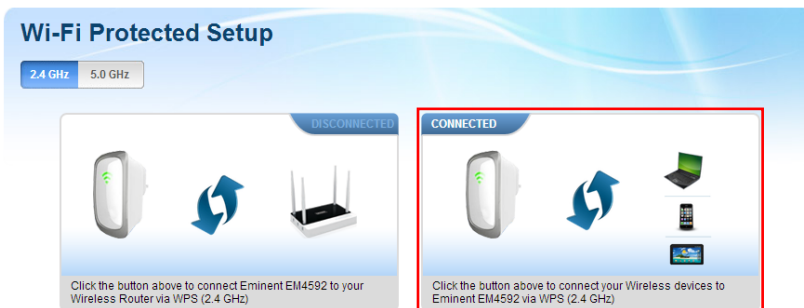 Wi-Fi Protected Setup
2.4 GHz 5.0 GHz
DISCONNECTED
CONNECTED
Click the button above to connect Eminent EM4592 to your
Wireless Router via WPS (2.4 GHz)
Click the button above to connect your Wireless devices to
Eminent EM4592 via WPS (2.4 GHz)